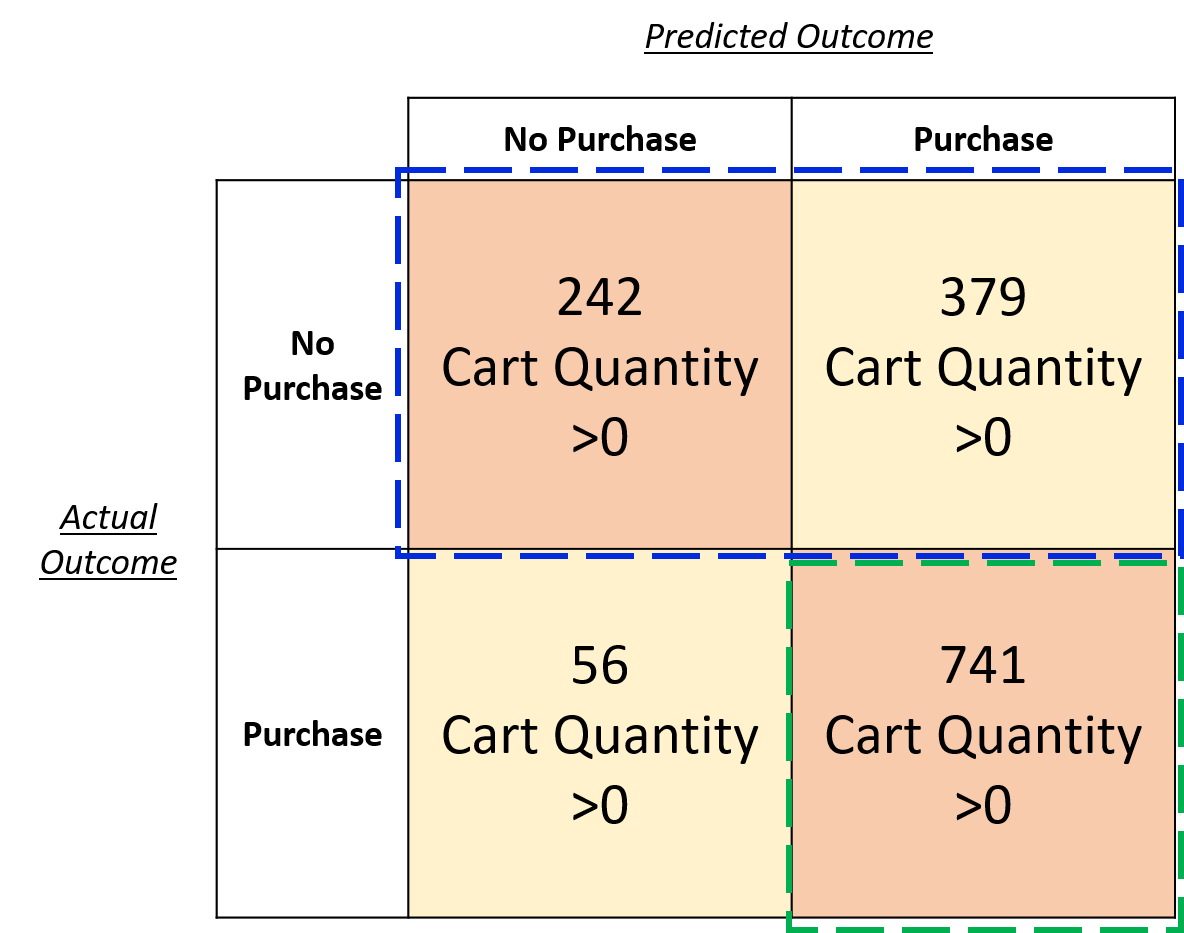 Predicted Outcome
No Purchase
Purchase
No
Purchase
242
Cart Quantity
>0
379
Cart Quantity
>0
Actual
Outcome
Purchase
56
Cart Quantity
>0
741
Cart Quantity
>0